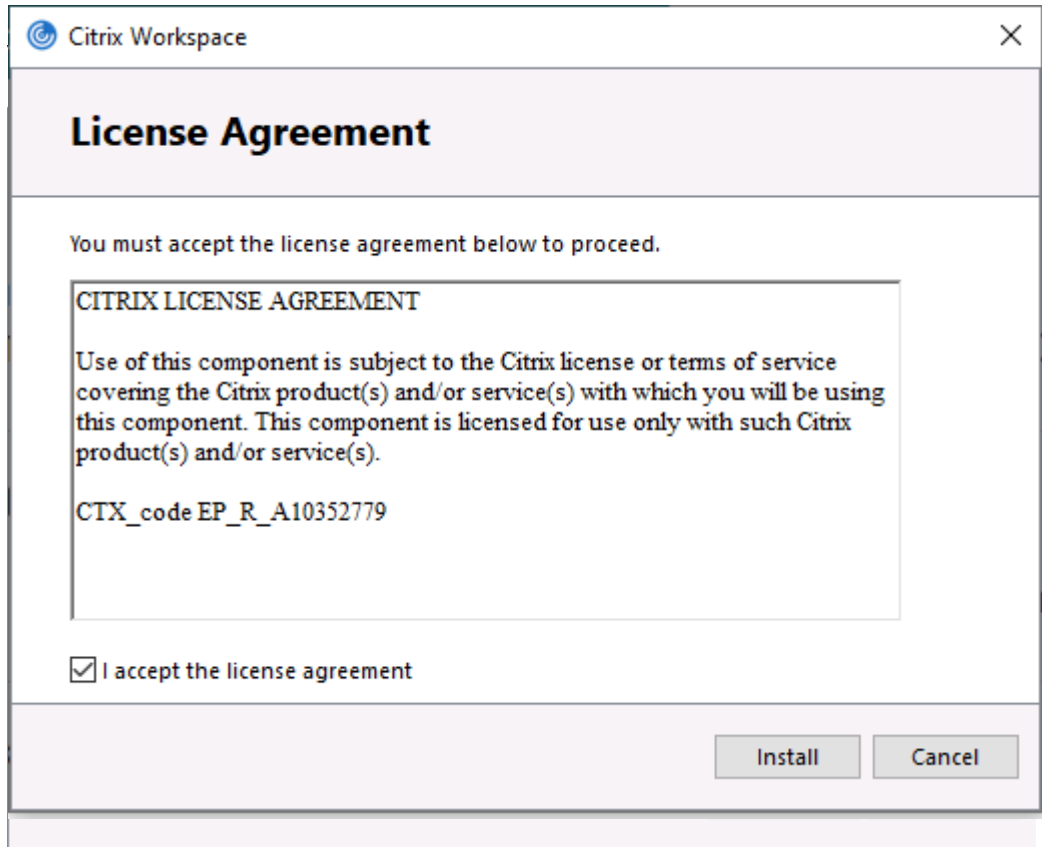 Citrix Workspace
License Agreement
You must accept the license agreement below to proceed.
CITRIX LICENSE AGREEMENT
Use of this component is subject to the Citrix license or terms of service
covering the Citrix product(s) and/or service(s) with which you will be using
this component. This component is licensed for use only with such Citrix
product(s) and/or service(s).
CTX_code EP_R_A10352779
I accept the license agreement
Install
Cancel